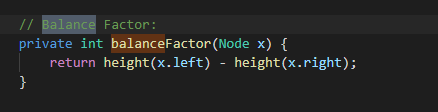 // Balance Factor:
private int balanceFactor(Node x) {
    return height(x.left) - height(x.right);
}